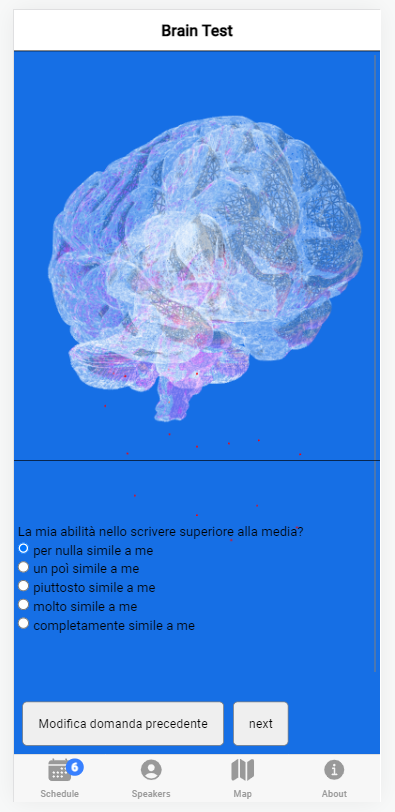 Brain Test
La mia abilità nello scrivere superiore alla media?
per nulla simile a me
un poì simile a me
piuttosto simile a me
molto simile a me
completamente simile a me
Modifica domanda precedente next
6
Schedule Speakers Map About